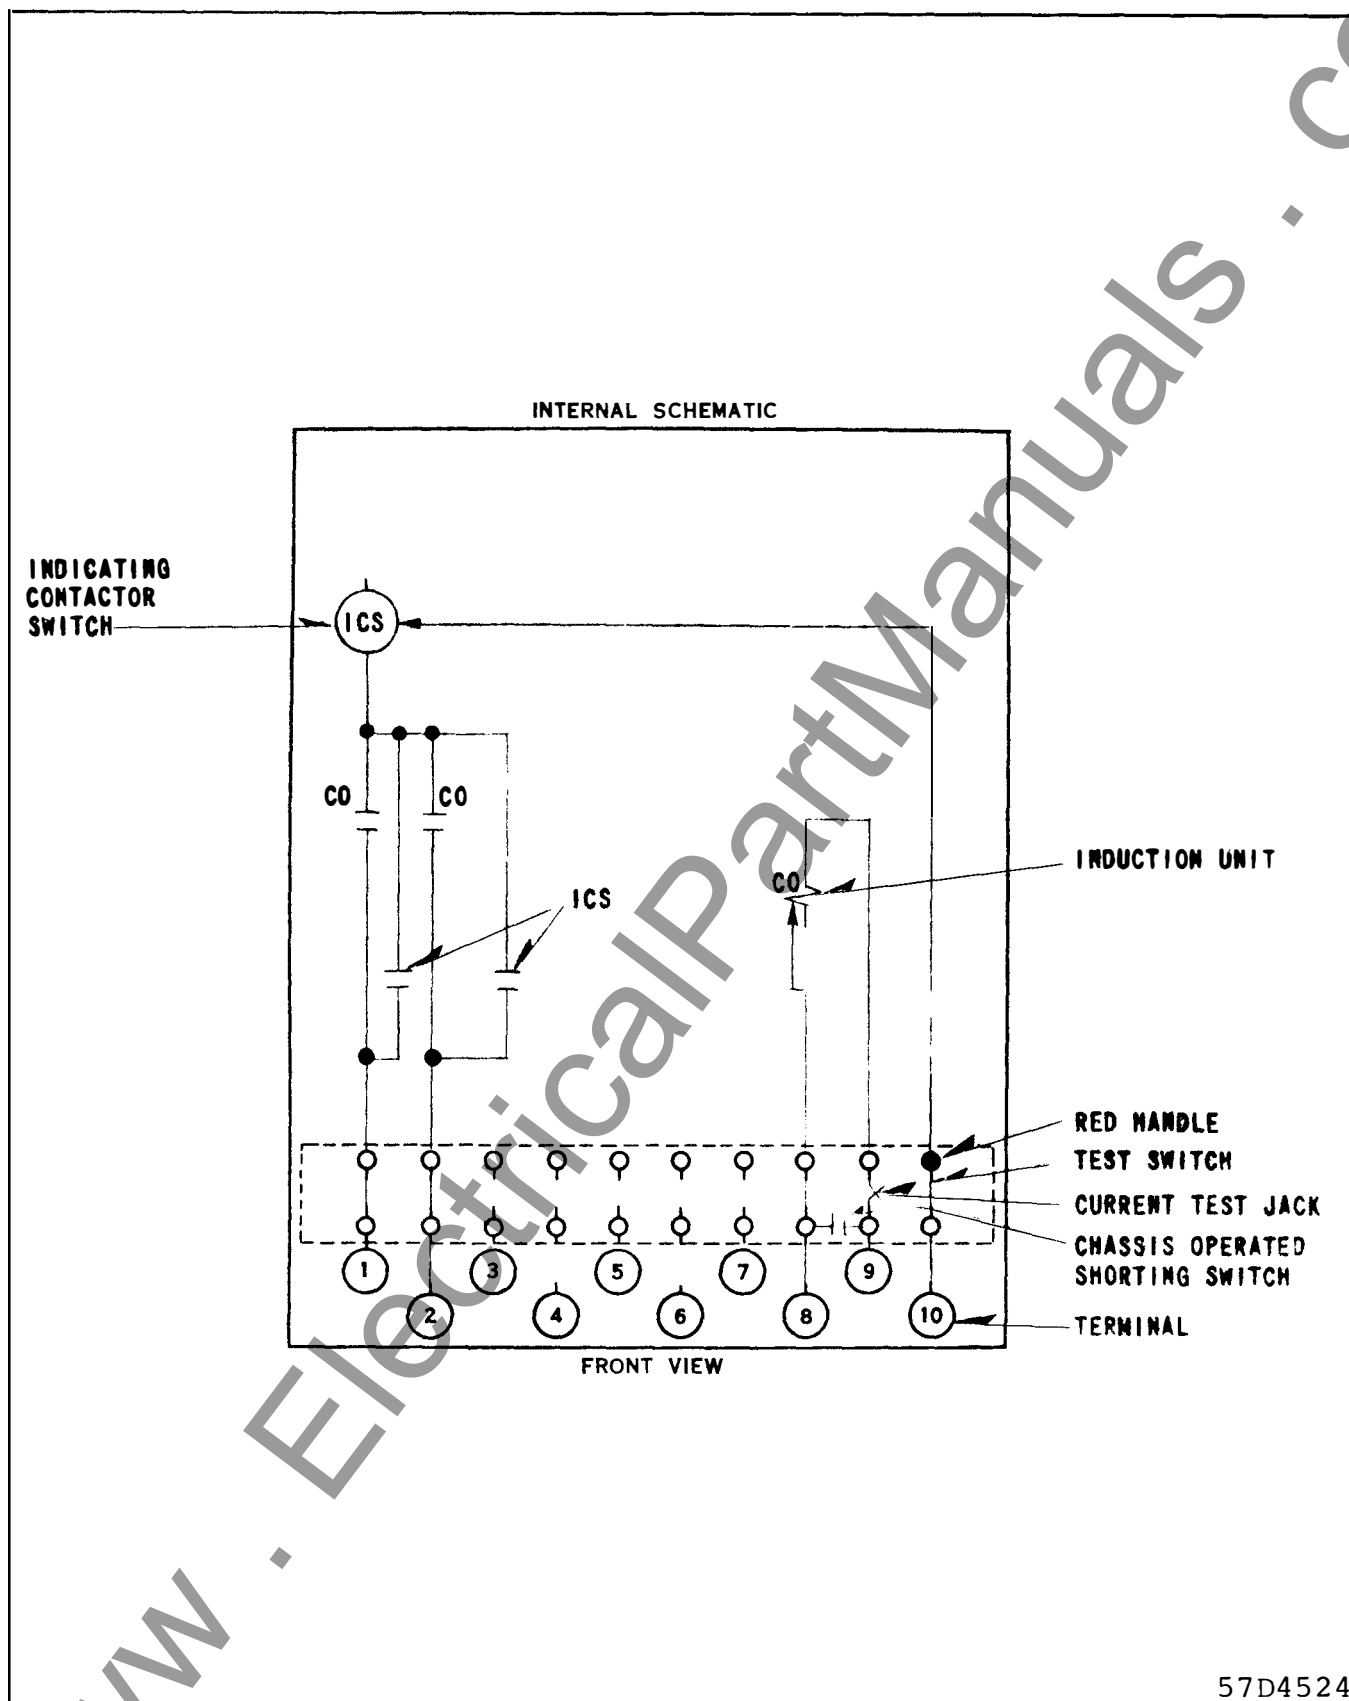 INTERNAL SCHEMATIC
INDICATING
CONTACTOR
SWITCH
ICS
CO
CO
ICS
CO
INDUCTION UNIT
RED HANDLE
TEST SWITCH
CURRENT TEST JACK
CHASSIS OPERATED
SHORTING SWITCH
TERMINAL
1
2
3
4
5
6
7
8
9
10
FRONT VIEW
57D4524
www . ElectricalPartManuals . co